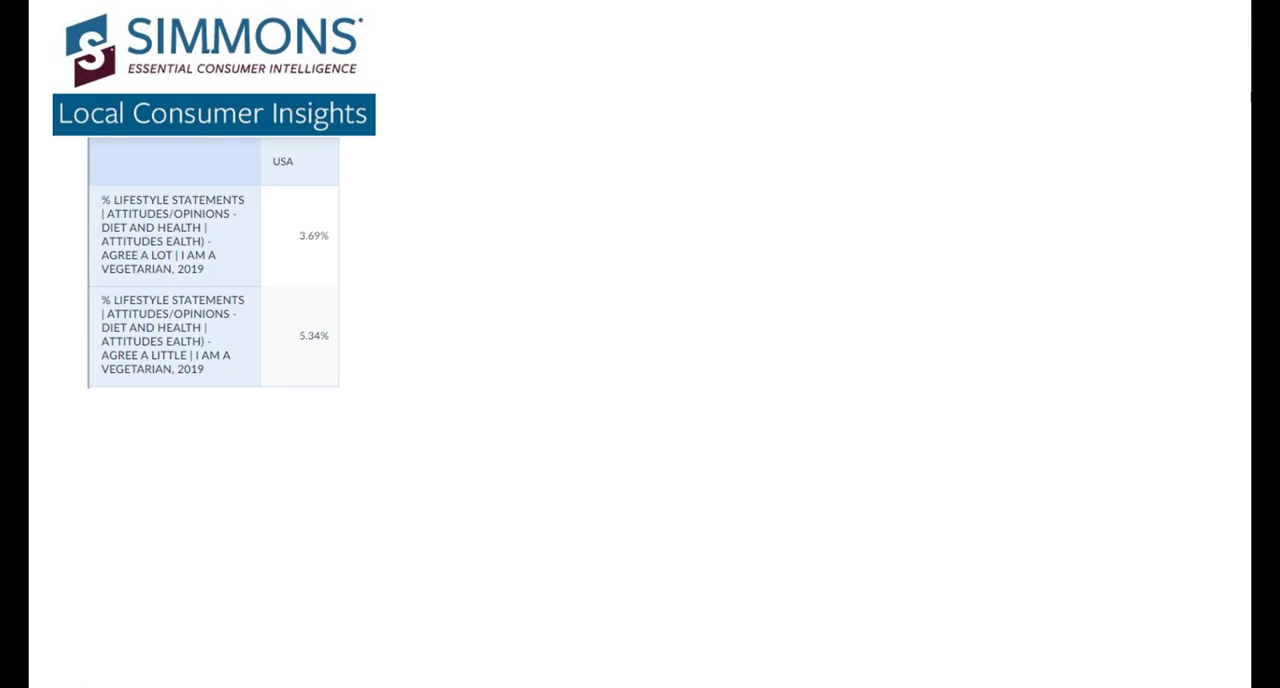 SIMMONS
ESSENTIAL CONSUMER INTELLIGENCE
Local Consumer Insights
USA
% LIFESTYLE STATEMENTS
| ATTITUDES/OPINIONS -
DIET AND HEALTH |
ATTITUDES EALTH) -
AGREE A LOT | I AM A
VEGETARIAN, 2019
3.69%
% LIFESTYLE STATEMENTS
| ATTITUDES/OPINIONS -
DIET AND HEALTH |
ATTITUDES EALTH) -
AGREE A LITTLE | I AM A
VEGETARIAN, 2019
5.34%